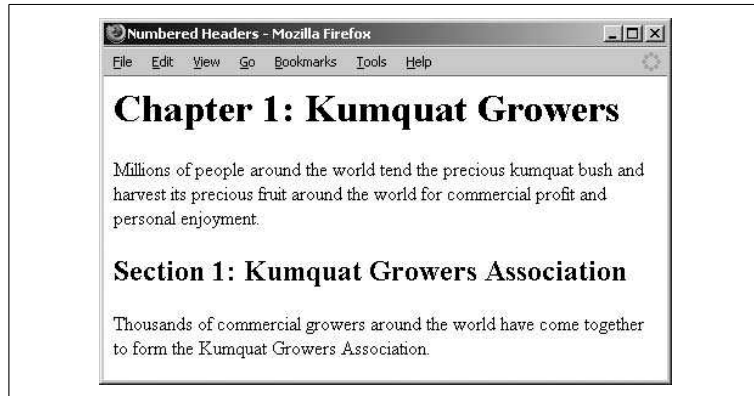 Numbered Headers - Mozilla Firefox
File Edit View Go Bookmarks Tools Help
Chapter 1: Kumquat Growers
Millions of people around the world tend the precious kumquat bush and
harvest its precious fruit around the world for commercial profit and
personal enjoyment.
Section 1: Kumquat Growers Association
Thousands of commercial growers around the world have come together
to form the Kumquat Growers Association.